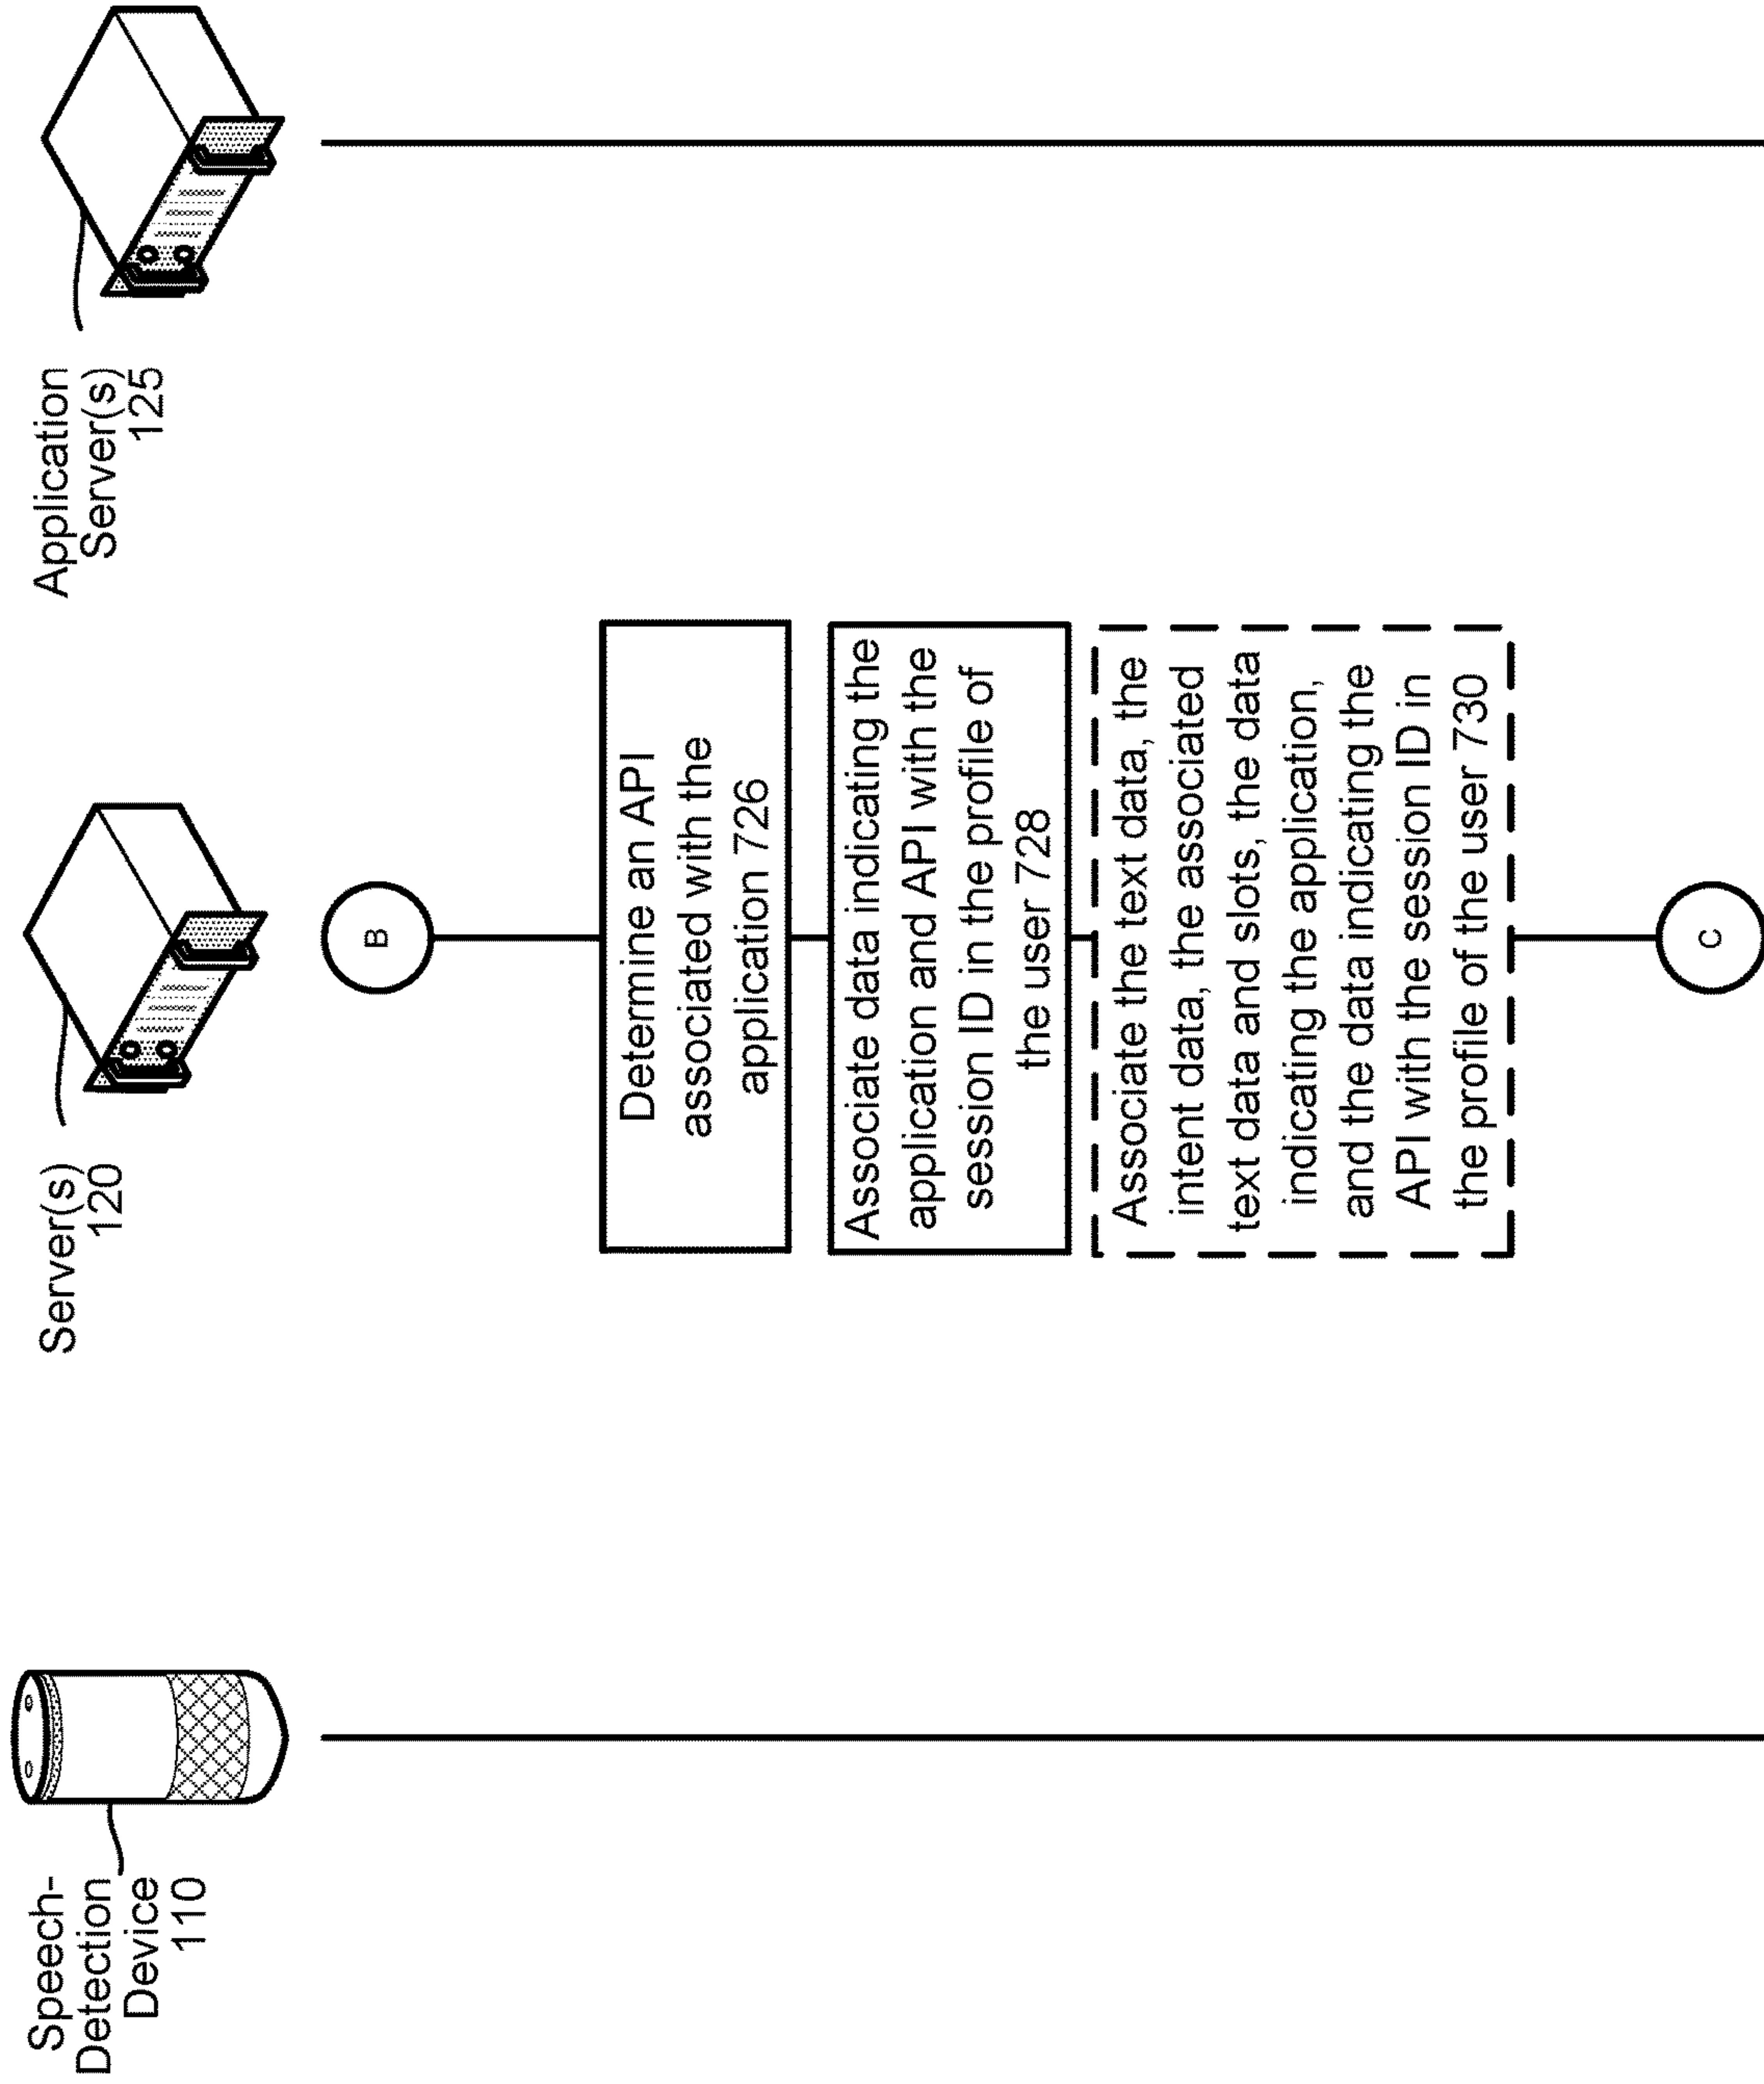 Speech-
Detection
Device
110
Server(s)
120
Application
Server(s)
125
B
Determine an API
associated with the
application 726
Associate data indicating the
application and API with the
session ID in the profile of
the user 728
Associate the text data, the
intent data, the associated
text data and slots, the data
indicating the application,
and the data indicating the
API with the session ID in
the profile of the user 730
C